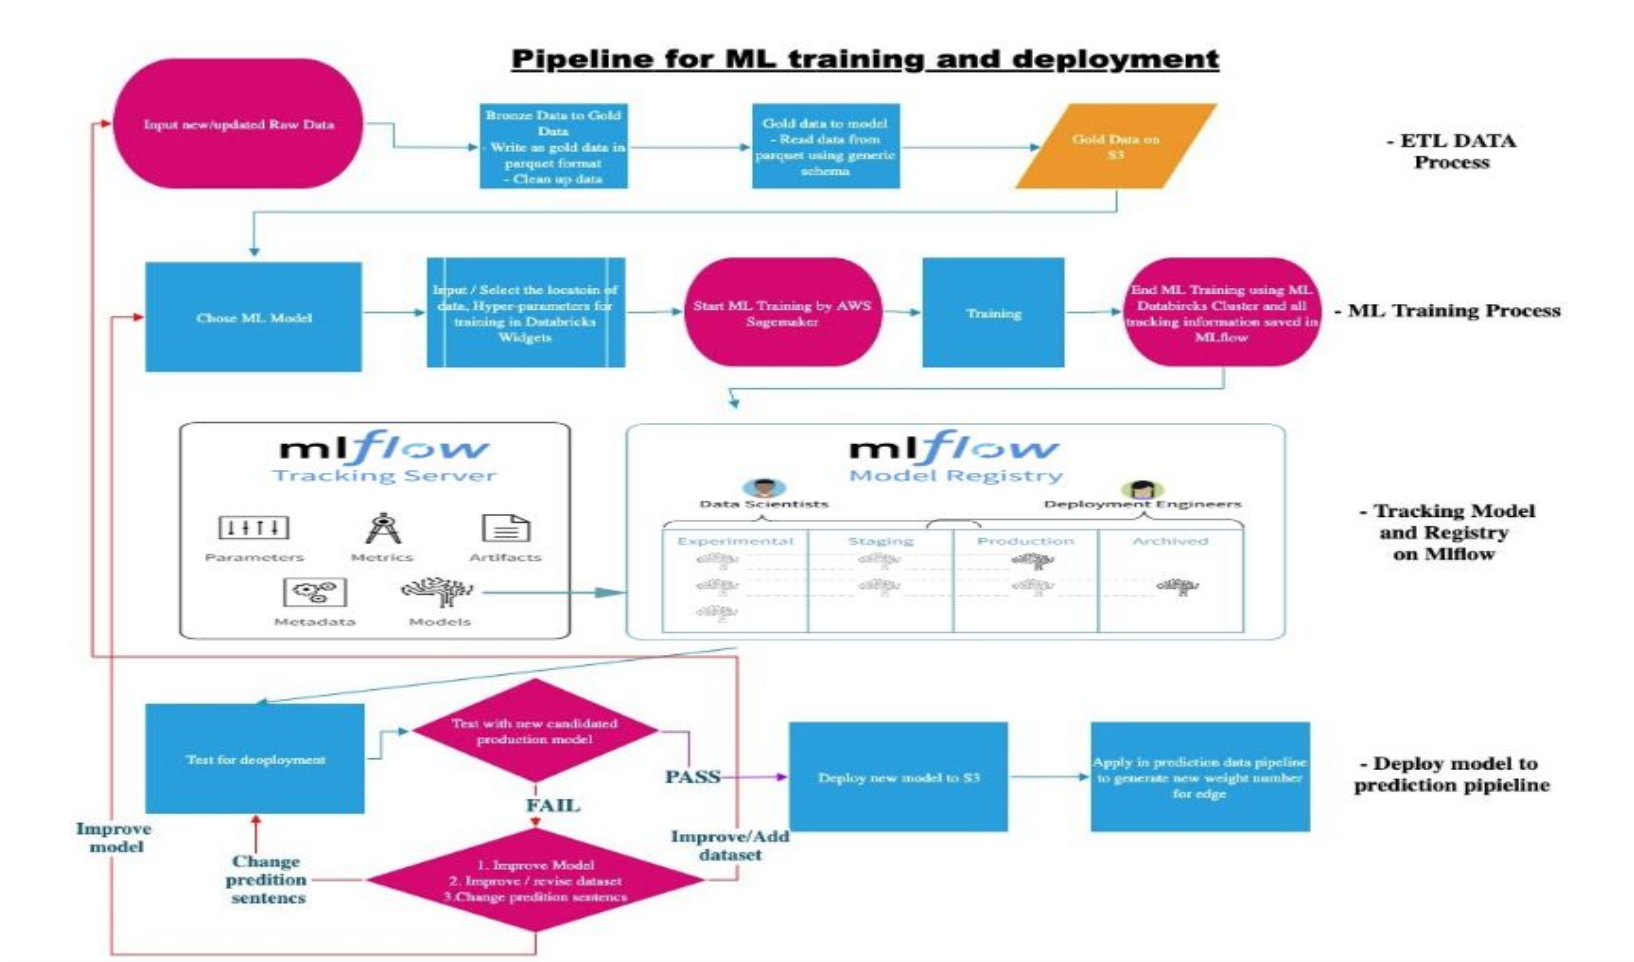 Pipeline for ML training and deployment
Input new/updated Raw Data
Bronze Data to Gold
Data
- Write as gold data in
parquet format
- Clean up data
Gold data to model
- Read data from
parquet using generic
schema
Gold Data on
S3
- ETL DATA
Process
Chose ML Model
Input / Select the locatoin of
data, Hyper-parameters for
training in Databricks
Widgets
Start ML Training by AWS
Sagemaker
Training
End ML Training using ML
Databircks Cluster and all
tracking information saved in
MLflow
- ML Training Process
mlflow
Tracking Server
Parameters
Metrics
Artifacts
Metadata
Models
mlflow
Model Registry
Data Scientists
Deployment Engineers
Experimental
Staging
Production
Archived
- Tracking Model
and Registry
on Mlflow
Test for deoployment
Test with new candidated
production model
PASS
FAIL
Deploy new model to S3
Apply in prediction data pipeline
to generate new weight number
for edge
- Deploy model to
prediction pipieline
Improve
model
Change
predition
sentencs
1. Improve Model
2. Improve / revise dataset
3.Change predition sentencs
Improve/Add
dataset